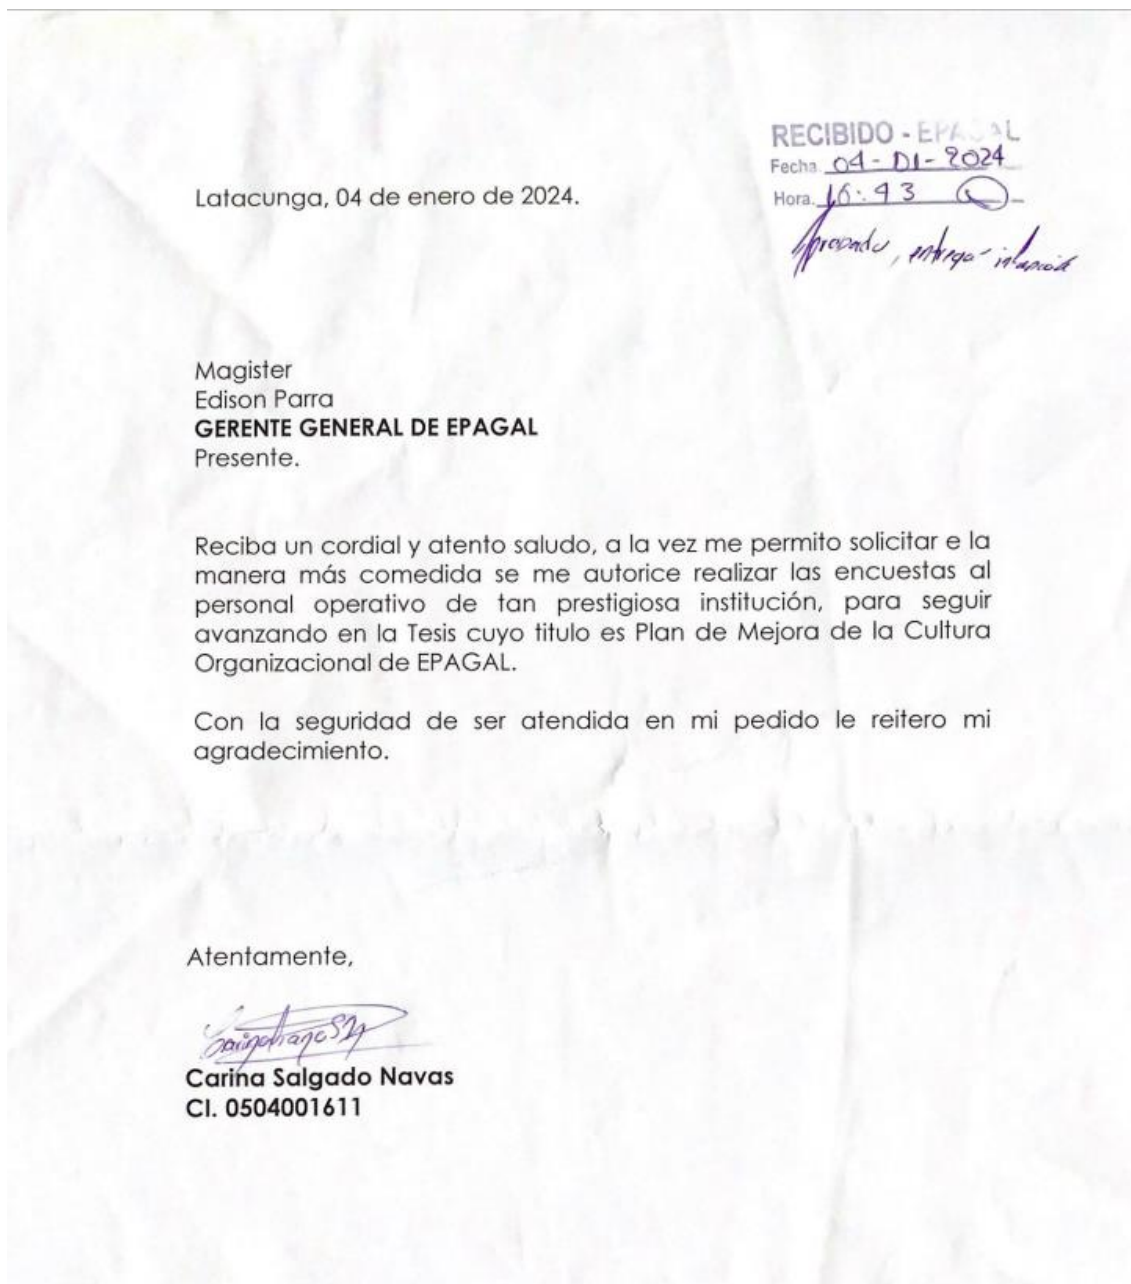 RECIBIDO - EPAGAL
Fecha. 04-01-2024
Hora. 16:43
Latacunga, 04 de enero de 2024.
Aprobado, entregar
Magister
Edison Parra
GERENTE GENERAL DE EPAGAL
Presente.
Reciba un cordial y atento saludo, a la vez me permito solicitar e la
manera más comedida se me autorice realizar las encuestas al
personal operativo de tan prestigiosa institución, para seguir
avanzando en la Tesis cuyo titulo es Plan de Mejora de la Cultura
Organizacional de EPAGAL.
Con la seguridad de ser atendida en mi pedido le reitero mi
agradecimiento.
Atentamente,
Carina Salgado Navas
CI. 0504001611